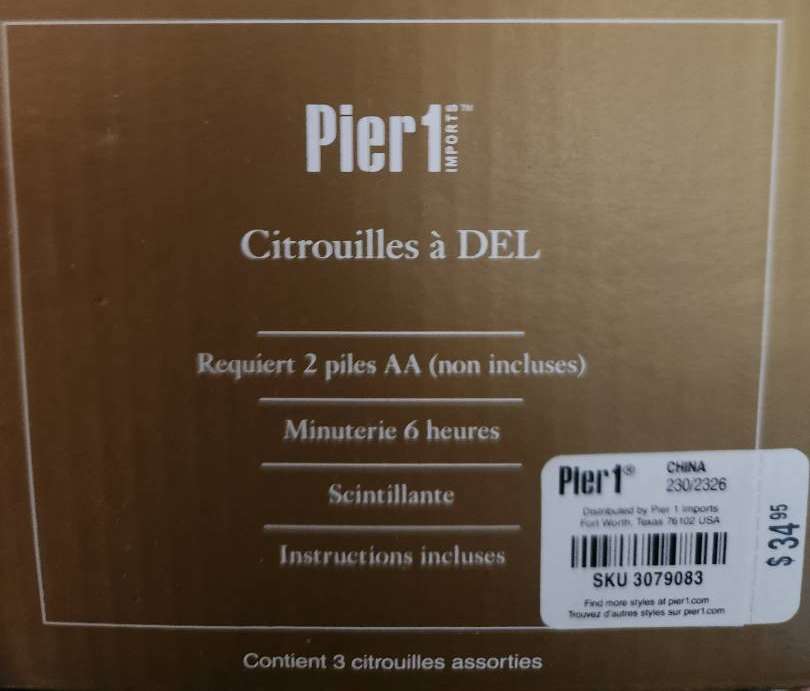 Pier1 IMPORTS™
Citrouilles à DEL
Requiert 2 piles AA (non incluses)
Minuterie 6 heures
Scintillante
Instructions incluses
Contient 3 citrouilles assorties
Pier1® CHINA
230/2326
Distributed by Pier 1 Imports
Fort Worth, Texas 76102 USA
SKU 3079083
Find more styles at pier1.com
Trouvez d'autres styles sur pier1.com
$ 34 95